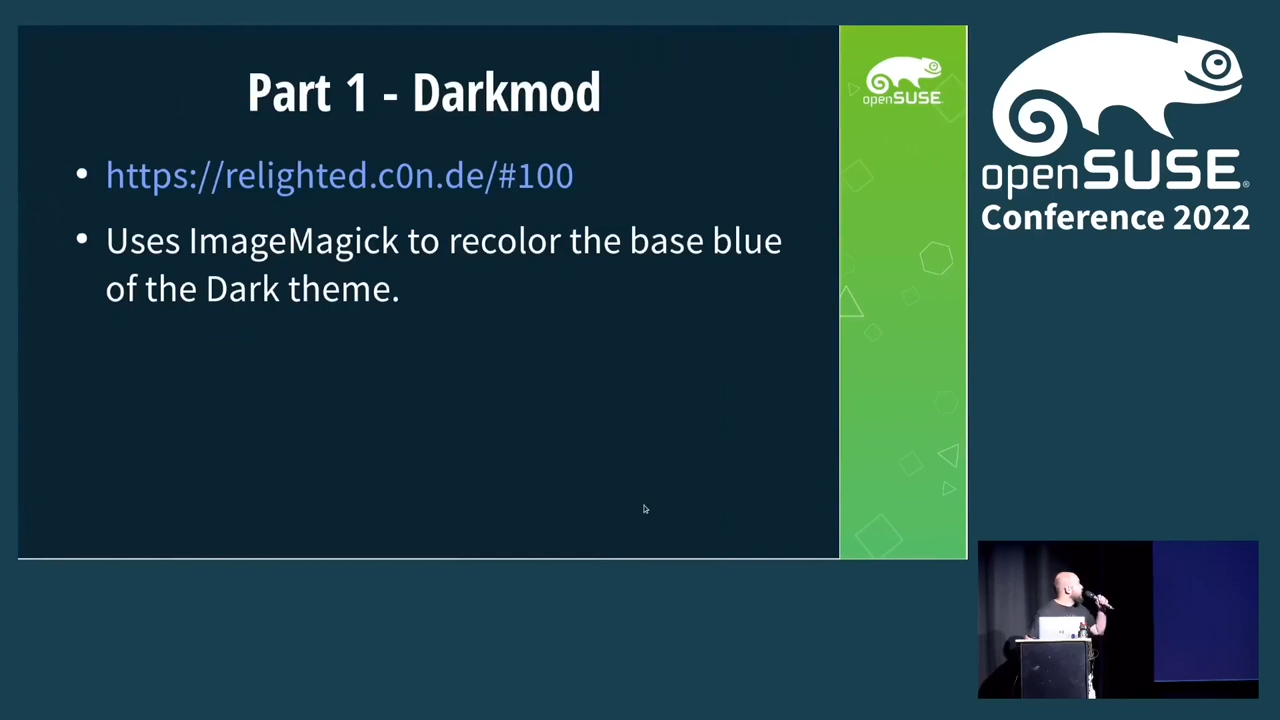 Part 1 - Darkmod
https://relighted.c0n.de/#100
Uses ImageMagick to recolor the base blue
of the Dark theme.
openSUSE
openSUSE
Conference 2022